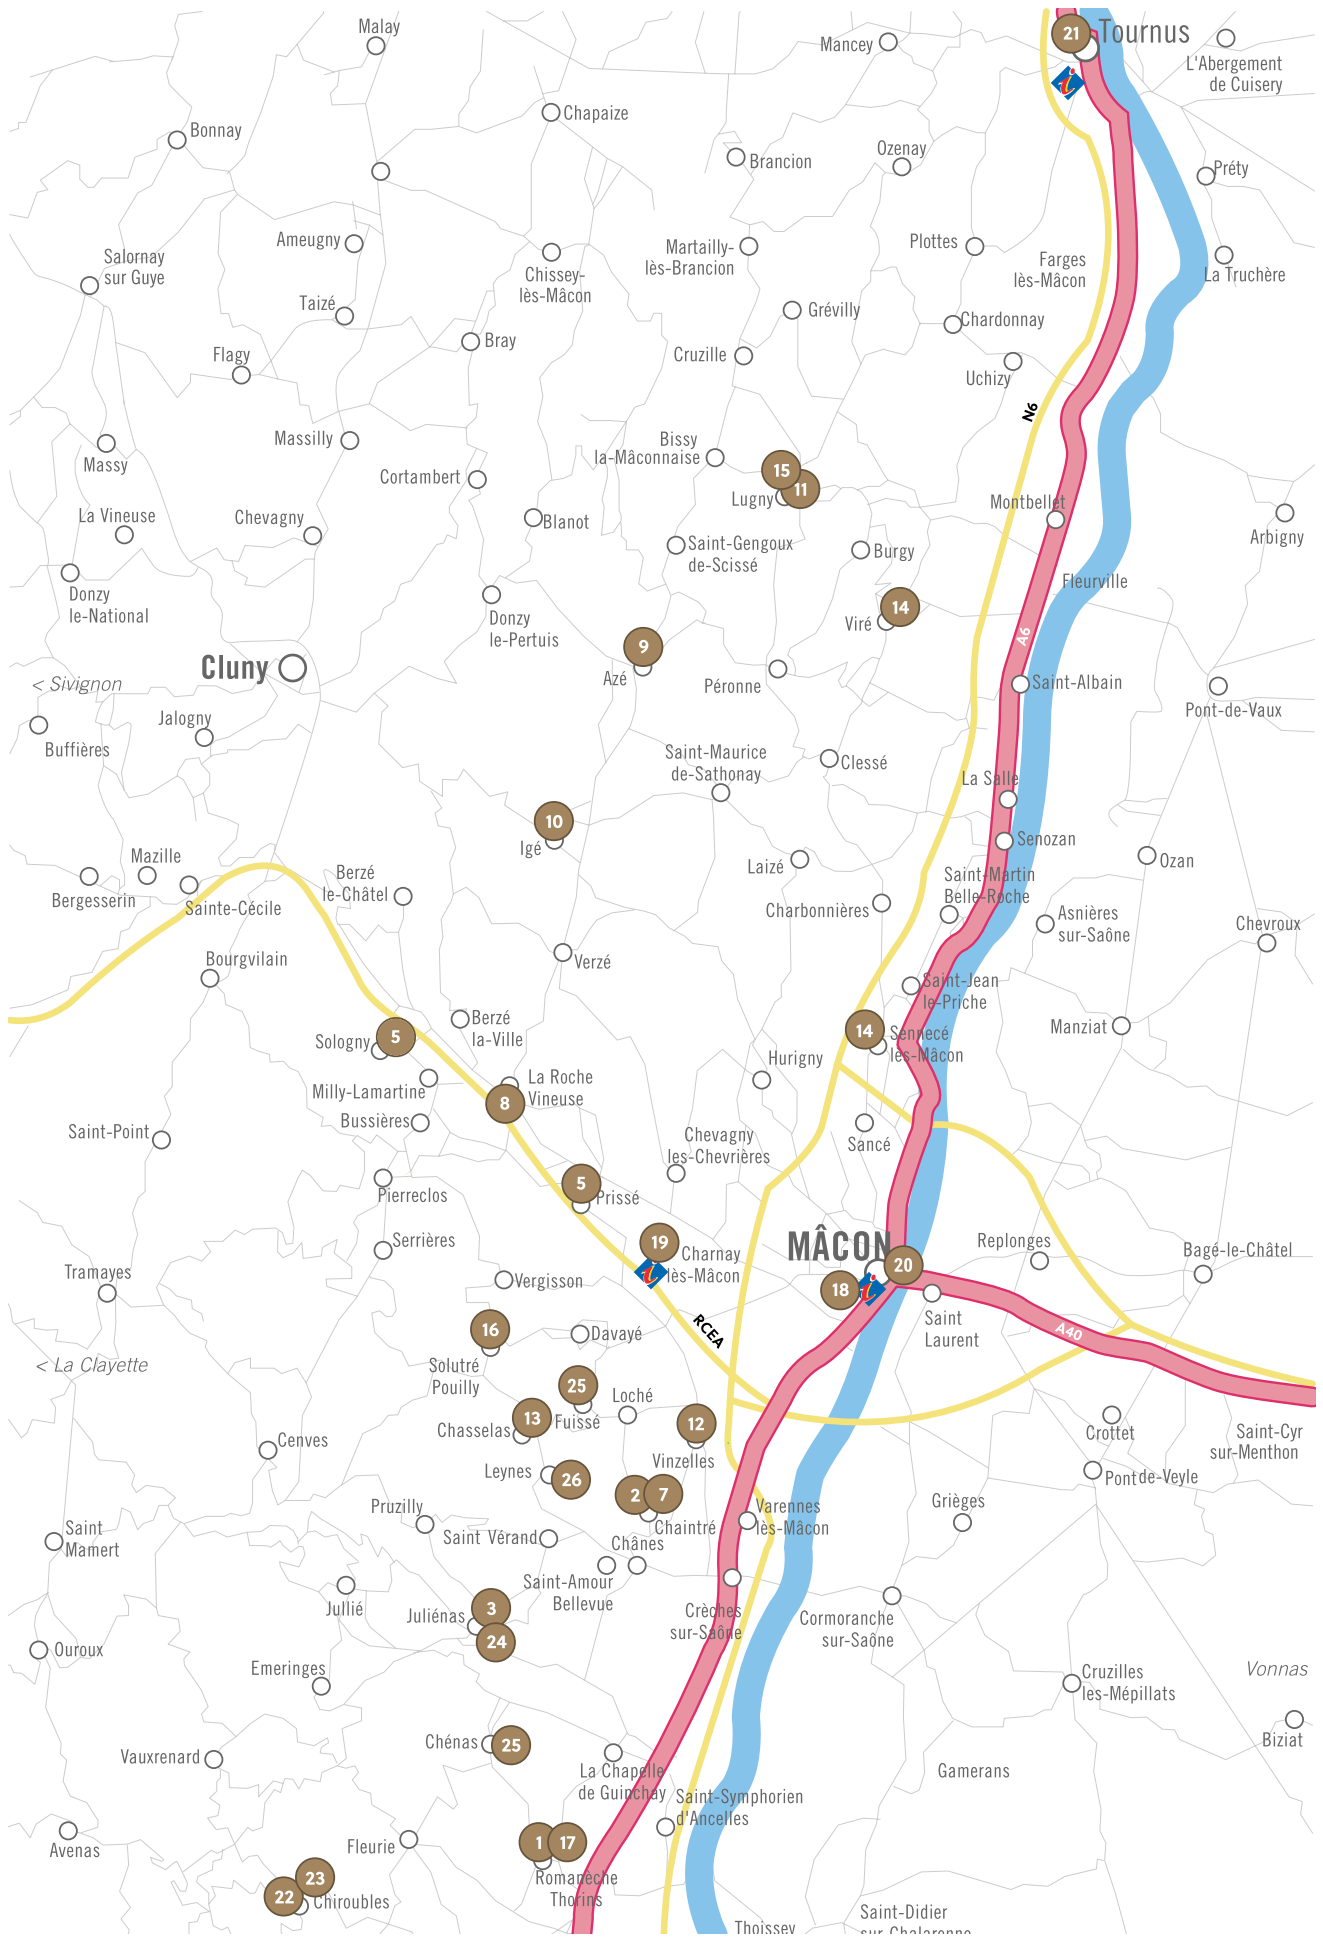 21
Tournus
Malay
Mancey
L'Abergement
de Cuisery
Chapaize
Bonnay
Brancion
Ozenay
Préty
Ameugny
Martailly-
lès-Brancion
Plottes
Farges
lès-Mâcon
La Truchère
Salornay
sur Guye
Chissey-
lès-Mâcon
Taizé
Grévilly
Chardonnay
Bray
Flagy
Cruzille
Uchizy
N6
Massilly
Massy
Bissy
la-Mâconnaise
15
11
Lugny
Cortambert
Montbellet
La Vineuse
Chevagny
Blanot
Arbigny
Saint-Gengoux
de-Scissé
Burgy
Fleurville
Donzy
le-National
Donzy
le-Pertuis
14
Viré
A6
9
Azé
Cluny
< Sivignon
Péronne
Saint-Albain
Pont-de-Vaux
Jalogny
Buffières
Saint-Maurice
de-Sathonay
Clessé
La Salle
10
Igé
Senozan
Mazille
Bergesserin
Sainte-Cécile
Berzé
le-Châtel
Laizé
Ozan
Saint-Martin
Belle-Roche
Charbonnières
Asnières
sur-Saône
Chevroux
Bourgvilain
Verzé
Saint-Jean
le-Priche
Berzé
la-Ville
5
Sologny
14
Sennecé
lès-Mâcon
Manziat
Hurigny
La Roche
Vineuse
8
Milly-Lamartine
Bussières
Saint-Point
Chevagny
les-Chevrières
Sancé
5
Prissé
Pierreclos
Serrières
19
Charnay
lès-Mâcon
MÂCON
20
18
Replonges
Bagé-le-Châtel
Tramayes
Vergisson
Saint
Laurent
A40
RCEA
16
Solutré
Pouilly
Davayé
< La Clayette
25
Fuissé
Loché
13
Chasselas
12
Vinzelles
Crottet
Saint-Cyr
sur-Menthon
Cenves
Leynes
26
Pont de-Veyle
2
7
Chaintré
Varennes
lès-Mâcon
Grièges
Pruzilly
Saint Vérand
Chânes
Saint
Mamert
Saint-Amour
Bellevue
Jullié
3
Juliénas
24
Crèches
sur-Saône
Cormoranche
sur-Saône
Ouroux
Emeringes
Cruzilles
les-Mépillats
Vonnas
Biziat
Chénas
25
Vauxrenard
La Chapelle
de Guinchay
Gamerans
Saint-Symphorien
d'Ancelles
Avenas
Fleurie
1
17
Romanèche
Thorins
23
22
Chiroubles
Thoissey
Saint-Didier
sur-Chalaronne